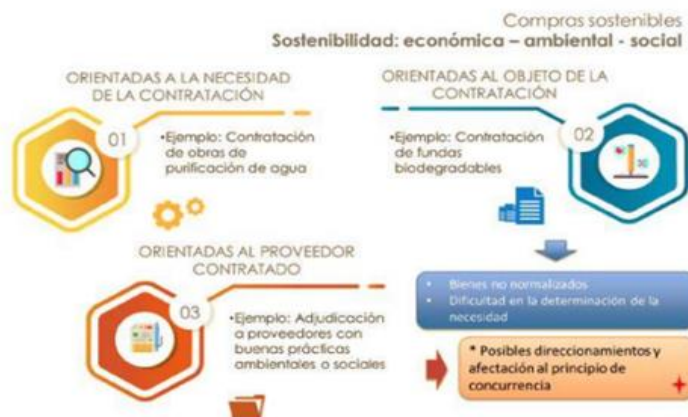 Compras sostenibles
Sostenibilidad: económica – ambiental - social
ORIENTADAS A LA NECESIDAD
DE LA CONTRATACIÓN
01
•Ejemplo: Contratación
de obras de
purificación de agua
ORIENTADAS AL OBJETO DE LA
CONTRATACIÓN
•Ejemplo: Contratación
de fundas
biodegradables
02
ORIENTADAS AL PROVEEDOR
CONTRATADO
03
•Ejemplo: Adjudicación
a proveedores con
buenas prácticas
ambientales o sociales
• Bienes no normalizados
• Dificultad en la determinación de la
necesidad
* Posibles direccionamientos y
afectación al principio de
concurrencia